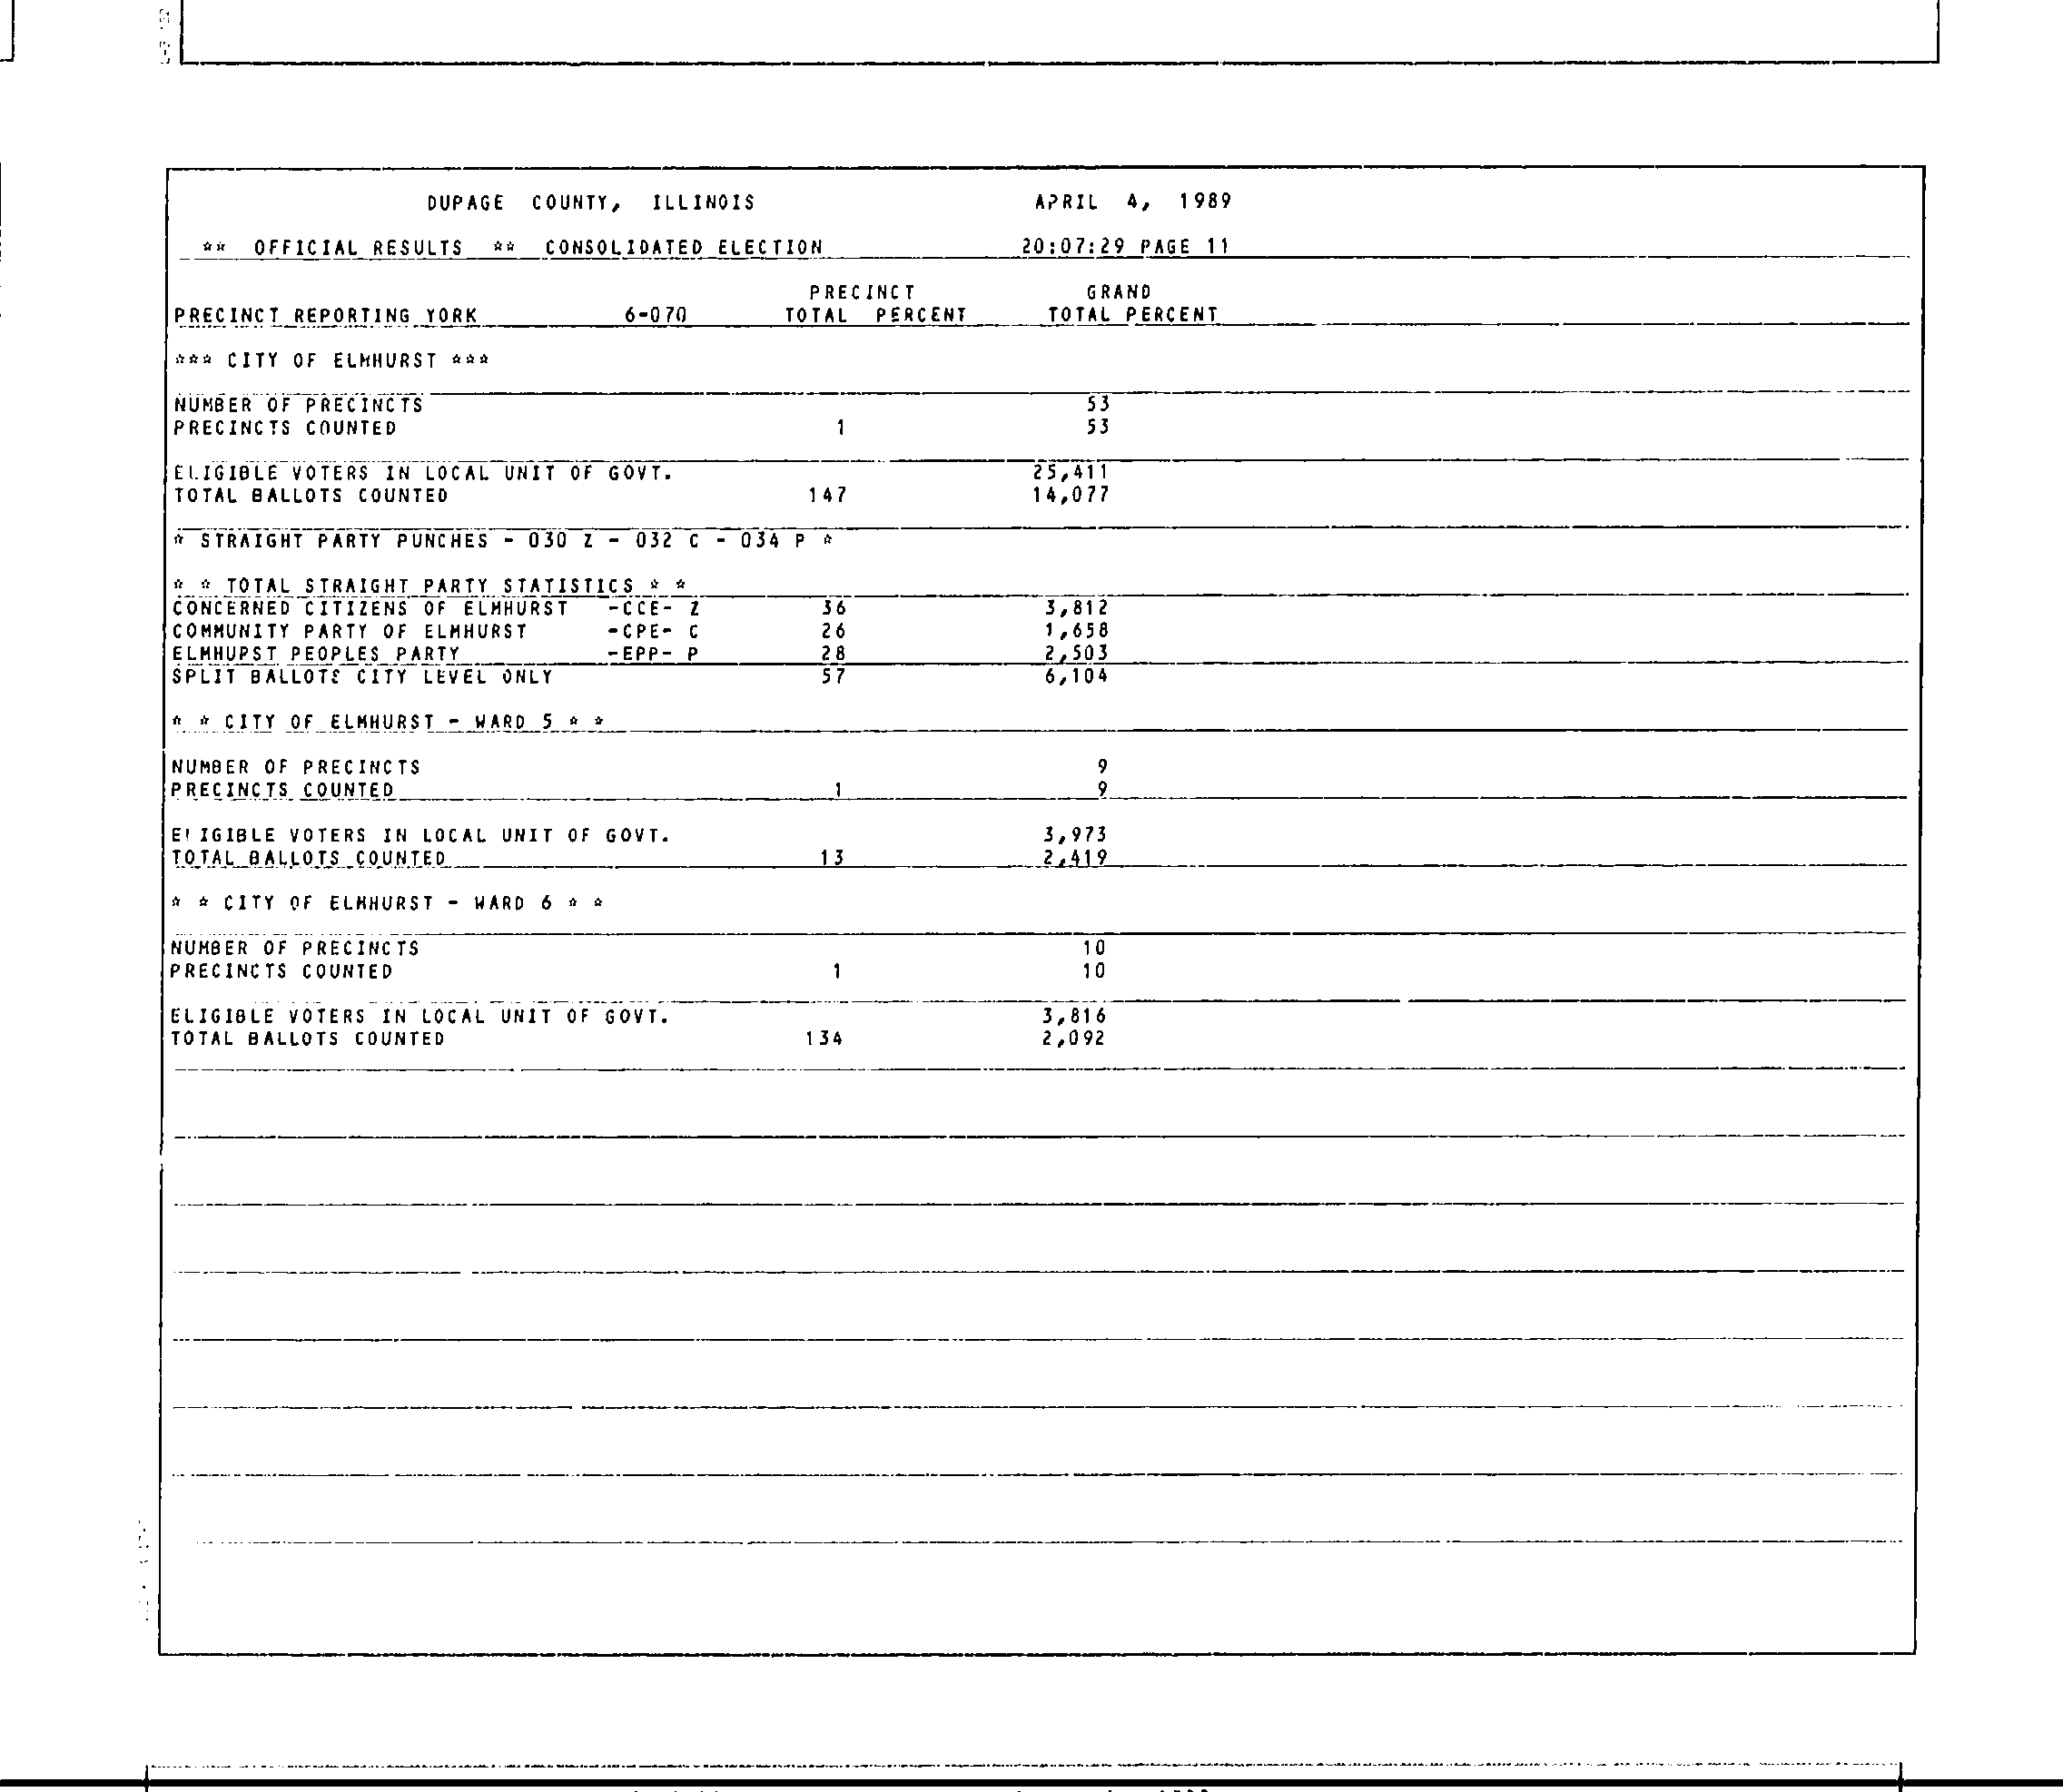 DUPAGE COUNTY, ILLINOIS APRIL 4, 1989
** OFFICIAL RESULTS ** CONSOLIDATED ELECTION 20:07:29 PAGE 11
PRECINCT GRAND
PRECINCT REPORTING YORK 6-070 TOTAL PERCENT TOTAL PERCENT
*** CITY OF ELMHURST ***
NUMBER OF PRECINCTS 53
PRECINCTS COUNTED 1 53
ELIGIBLE VOTERS IN LOCAL UNIT OF GOVT. 25,411
TOTAL BALLOTS COUNTED 147 14,077
* STRAIGHT PARTY PUNCHES - 030 Z - 032 C - 034 P *
* * TOTAL STRAIGHT PARTY STATISTICS * *
CONCERNED CITIZENS OF ELMHURST -CCE- Z 36 3,812
COMMUNITY PARTY OF ELMHURST -CPE- C 26 1,658
ELMHUPST PEOPLES PARTY -EPP- P 28 2,503
SPLIT BALLOTS CITY LEVEL ONLY 57 6,104
* * CITY OF ELMHURST - WARD 5 * *
NUMBER OF PRECINCTS 9
PRECINCTS COUNTED 1 9
ELIGIBLE VOTERS IN LOCAL UNIT OF GOVT. 3,973
TOTAL BALLOTS COUNTED 13 2,419
* * CITY OF ELMHURST - WARD 6 * *
NUMBER OF PRECINCTS 10
PRECINCTS COUNTED 1 10
ELIGIBLE VOTERS IN LOCAL UNIT OF GOVT. 3,816
TOTAL BALLOTS COUNTED 134 2,092